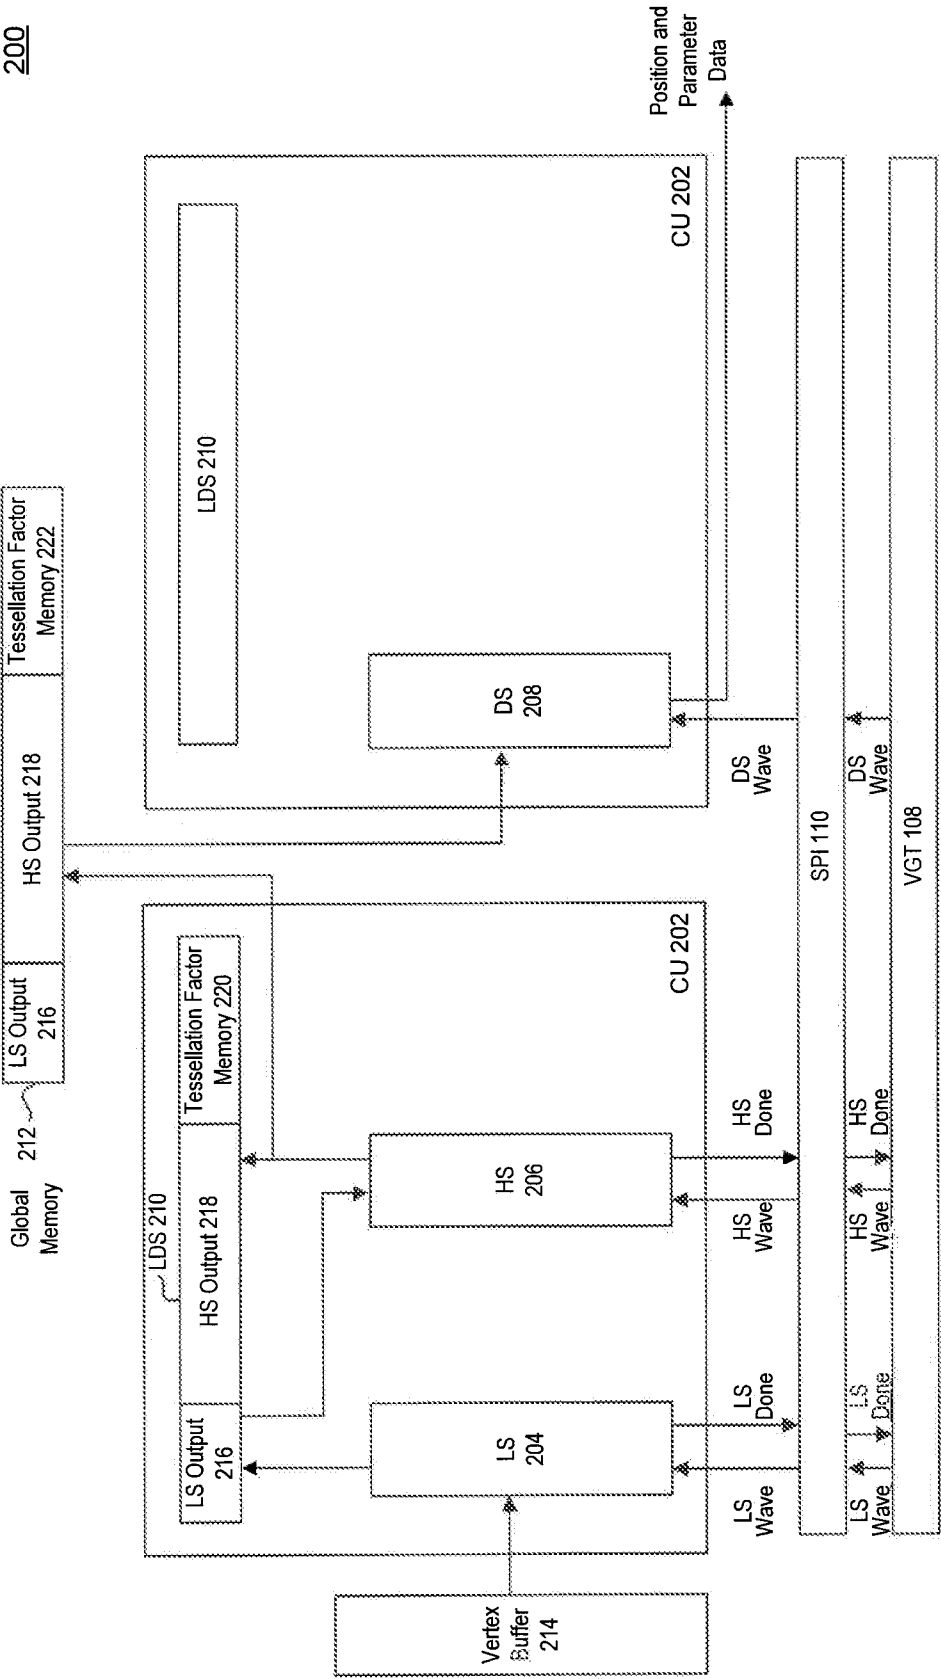 200
Global
Memory
212
LS Output
216
HS Output 218
Tessellation Factor
Memory 222
LDS 210
LS Output
216
HS Output 218
Tessellation Factor
Memory 220
LDS 210
Vertex
Buffer
214
LS
204
HS
206
DS
208
CU 202
CU 202
Position and
Parameter
Data
LS
Wave
LS
Done
HS
Wave
HS
Done
DS
Wave
SPI 110
LS
Wave
LS
Done
HS
Wave
HS
Done
DS
Wave
VGT 108